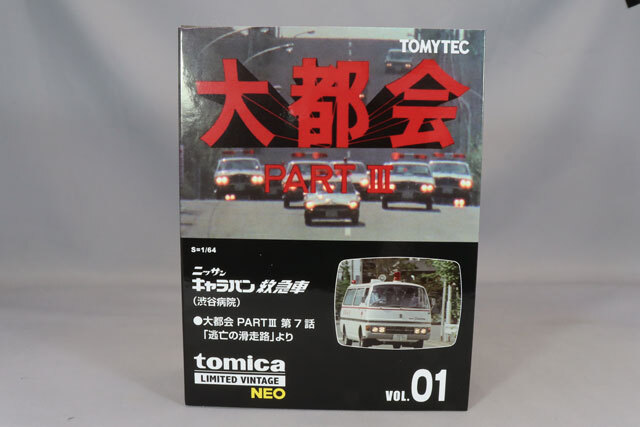 TOMYTEC
大都会
PART III
S=1/64
ニッサン
キャラバン 救急車
(渋谷病院)
●大都会 PARTⅢ 第7話
「逃亡の滑走路」より
tomica
LIMITED VINTAGE
NEO
VOL.01